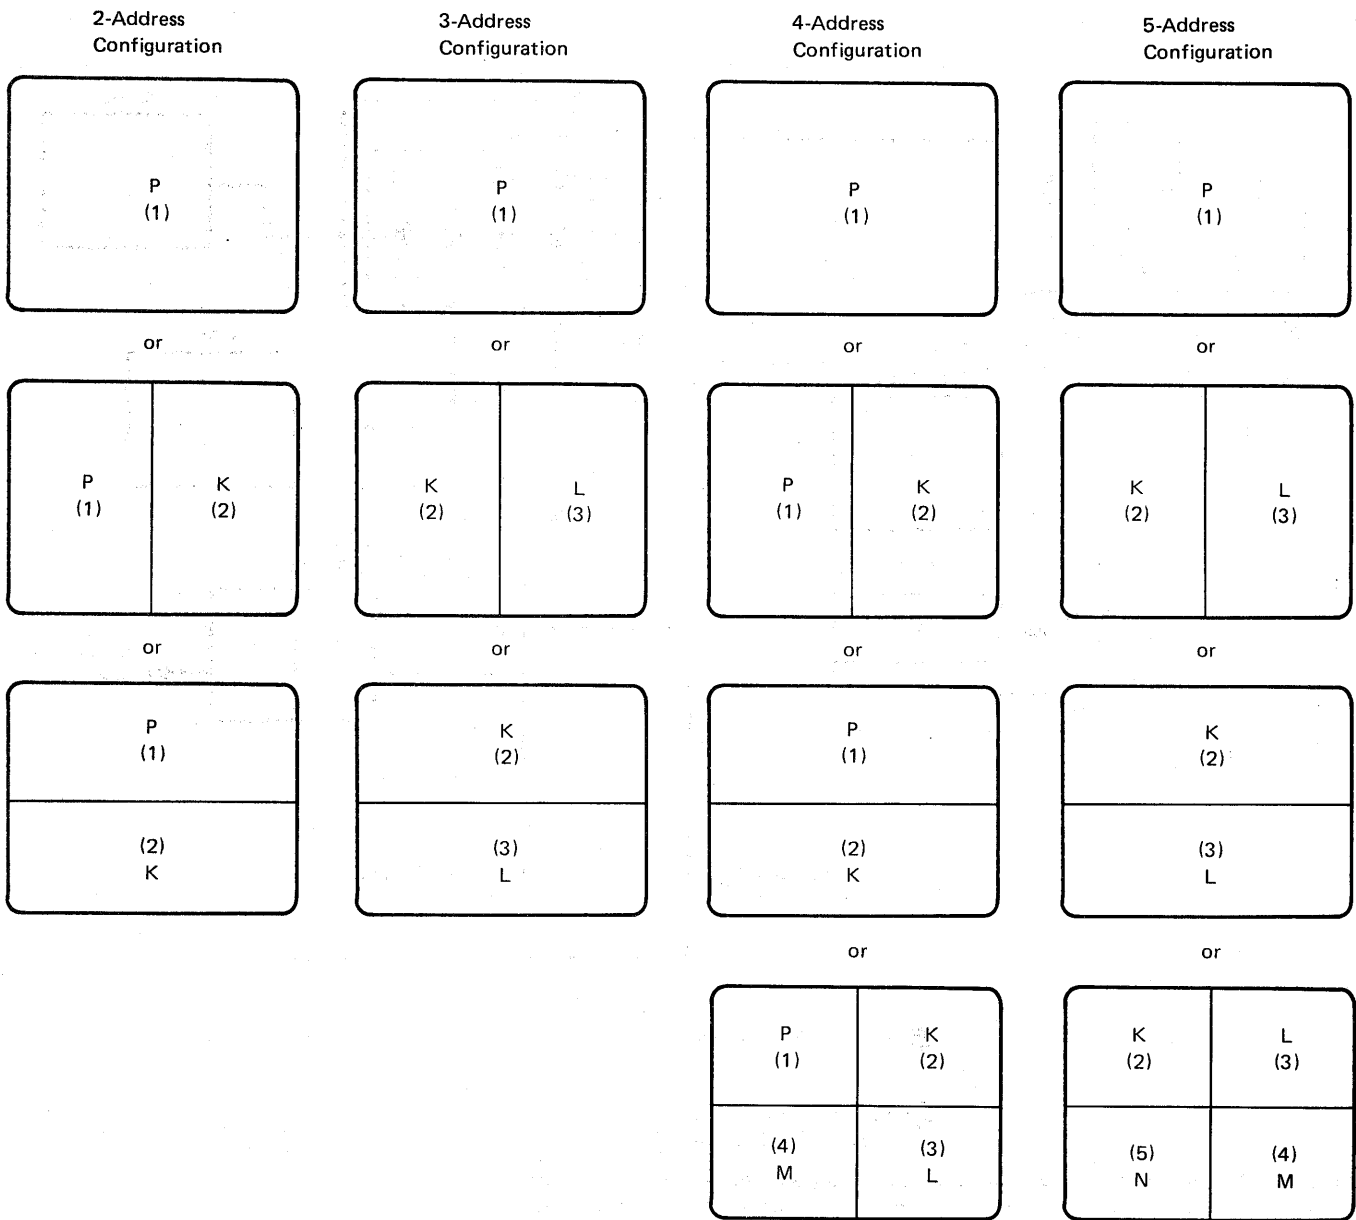 2-Address
Configuration
3-Address
Configuration
4-Address
Configuration
5-Address
Configuration
P
(1)
P
(1)
P
(1)
P
(1)
or
or
or
or
P
(1)
K
(2)
K
(2)
L
(3)
P
(1)
K
(2)
K
(2)
L
(3)
or
or
or
or
P
(1)
(2)
K
K
(2)
(3)
L
P
(1)
(2)
K
K
(2)
(3)
L
or
or
P
(1)
K
(2)
(4)
M
(3)
L
K
(2)
L
(3)
(5)
N
(4)
M